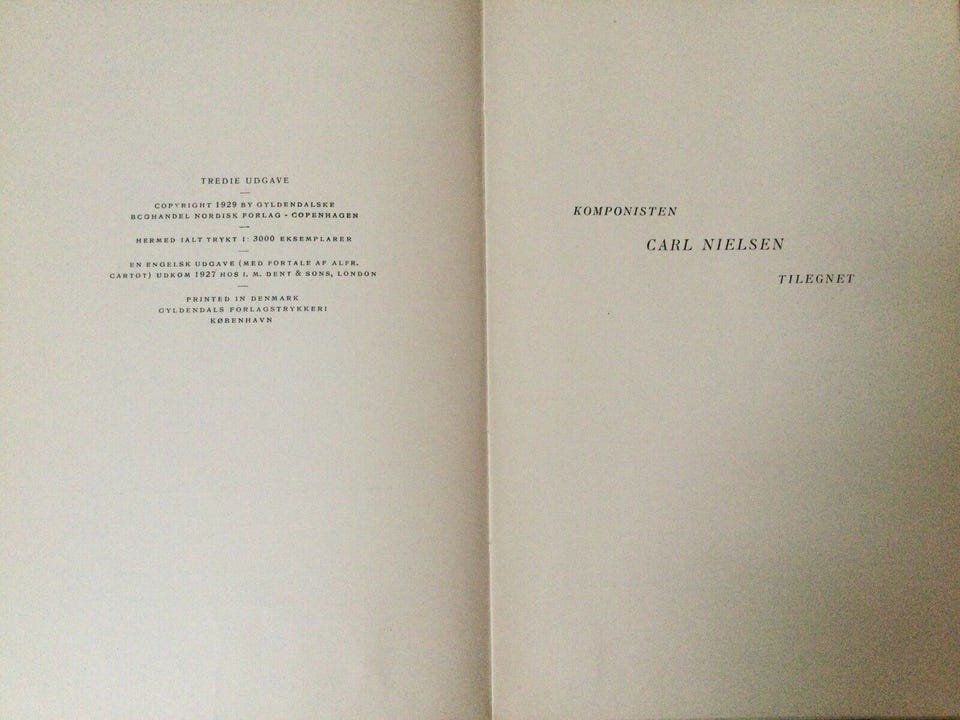 TREDIE UDGAVE
COPYRIGHT 1929 BY GYLDENDALSKE
BOGHANDEL NORDISK FORLAG - COPENHAGEN
HERMED IALT TRYKT I: 3000 EKSEMPLARER
EN ENGELSK UDGAVE (MED FORTALE AF ALFR.
CARTOT) UDKOM 1927 HOS I. M. DENT & SONS, LONDON
PRINTED IN DENMARK
GYLDENDALS FORLAGSTRYKKERI
KØBENHAVN
KOMPONISTEN
CARL NIELSEN
TILEGNET